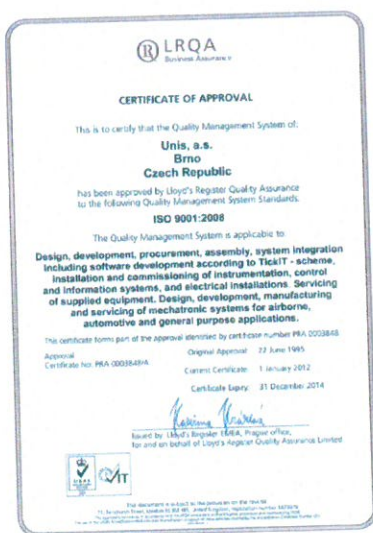 LRQA
Business Assurance
CERTIFICATE OF APPROVAL
This is to certify that the Quality Management System of:
Unis, a.s.
Brno
Czech Republic
has been approved by Lloyd's Register Quality Assurance
to the following Quality Management System Standards:
ISO 9001:2008
The Quality Management System is applicable to:
Design, development, procurement, assembly, system integration
including software development according to TickIT - scheme,
installation and commissioning of instrumentation, control
and information systems, and electrical installations. Servicing
of supplied equipment. Design, development, manufacturing
and servicing of mechatronic systems for airborne,
automotive and general purpose applications.
This certificate forms part of the approval identified by certificate number PRA 0003848
Approval
Certificate No: PRA 0003848/A
Original Approval: 22 June 1995
Current Certificate: 1 January 2012
Certificate Expiry: 31 December 2014
Issued by: Lloyd's Register EMEA, Prague office,
for and on behalf of Lloyd's Register Quality Assurance Limited
UKAS
IT